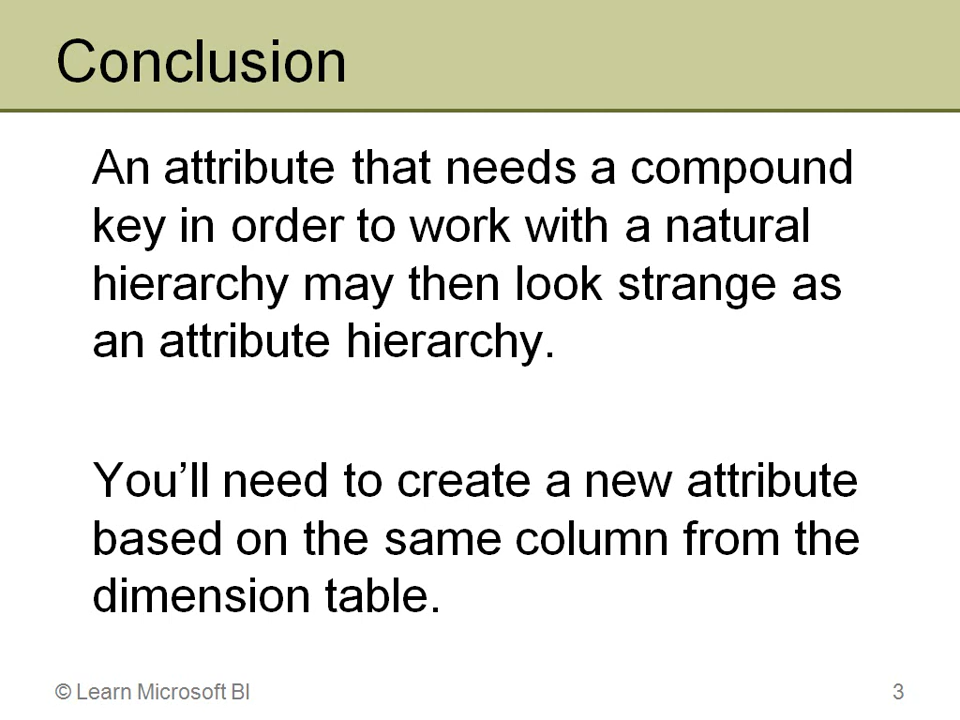 Conclusion
An attribute that needs a compound
key in order to work with a natural
hierarchy may then look strange as
an attribute hierarchy.
You’ll need to create a new attribute
based on the same column from the
dimension table.
© Learn Microsoft BI
3